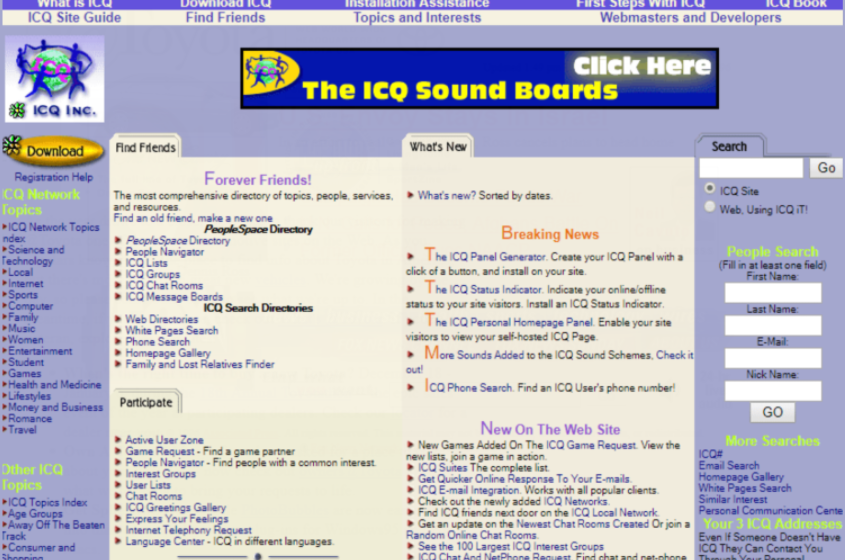 What is ICQ Download ICQ Installation Assistance First Steps With ICQ ICQ Book
ICQ Site Guide Find Friends Topics and Interests Webmasters and Developers
ICQ INC.
Click Here
The ICQ Sound Boards
Download
Registration Help
ICQ Network
Topics
ICQ Network Topics
Index
Science and
Technology
Local
Internet
Sports
Computer
Family
Music
Women
Entertainment
Student
Games
Health and Medicine
Lifestyles
Money and Business
Romance
Travel
Other ICQ
Topics
ICQ Topics Index
Age Groups
Away Off The Beaten
Track
Consumer and
Shopping
Find Friends
Forever Friends!
The most comprehensive directory of topics, people, services,
and resources.
Find an old friend, make a new one
PeopleSpace Directory
PeopleSpace Directory
People Navigator
ICQ Lists
ICQ Groups
ICQ Chat Rooms
ICQ Message Boards
ICQ Search Directories
Web Directories
White Pages Search
Phone Search
Homepage Gallery
Family and Lost Relatives Finder
Participate
Active User Zone
Game Request - Find a game partner
People Navigator - Find people with a common interest.
Interest Groups
User Lists
Chat Rooms
ICQ Greetings Gallery
Express Your Feelings
Internet Telephony Request
Language Center - ICQ in different languages.
What's New
What's new? Sorted by dates.
Breaking News
The ICQ Panel Generator. Create your ICQ Panel with a
click of a button, and install on your site.
The ICQ Status Indicator. Indicate your online/offline
status to your site visitors. Install an ICQ Status Indicator.
The ICQ Personal Homepage Panel. Enable your site
visitors to view your self-hosted ICQ Page.
More Sounds Added to the ICQ Sound Schemes, Check it
out!
ICQ Phone Search. Find an ICQ User's phone number!
New On The Web Site
New Games Added On The ICQ Game Request. View the
new lists, join a game in action.
ICQ Suites The complete list.
Get Quicker Online Response To Your E-mails.
ICQ E-mail Integration. Works with all popular clients.
Check out the newly added ICQ Networks.
Find ICQ friends next door on the ICQ Local Network.
Get an update on the Newest Chat Rooms Created Or join a
Random Online Chat Rooms.
See the 100 Largest ICQ Interest Groups
ICQ Chat And NetPhone Request. Find chat and net-phone
Search
Go
ICQ Site
Web, Using ICQ iT!
People Search
(Fill in at least one field)
First Name:
Last Name:
E-Mail:
Nick Name:
GO
More Searches
ICQ#
Email Search
Homepage Gallery
White Pages Search
Similar Interest
Personal Communication Cente
Your 3 ICQ Addresses
Even If Someone Doesn't Have
ICQ They Can Contact You
Through Your Personal